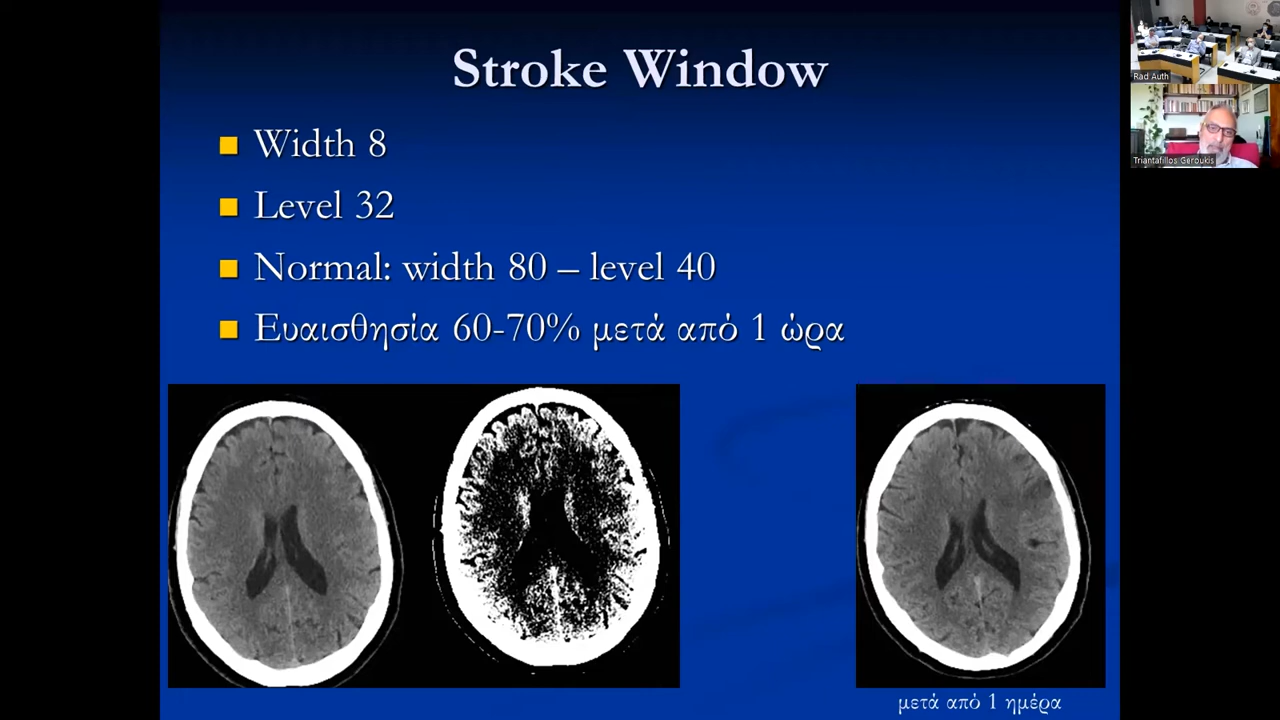 Stroke Window
Width 8
Level 32
Normal: width 80 – level 40
Ευαισθησία 60-70% μετά από 1 ώρα
μετά από 1 ημέρα
Rad Auth
Triantafillos Geroukis